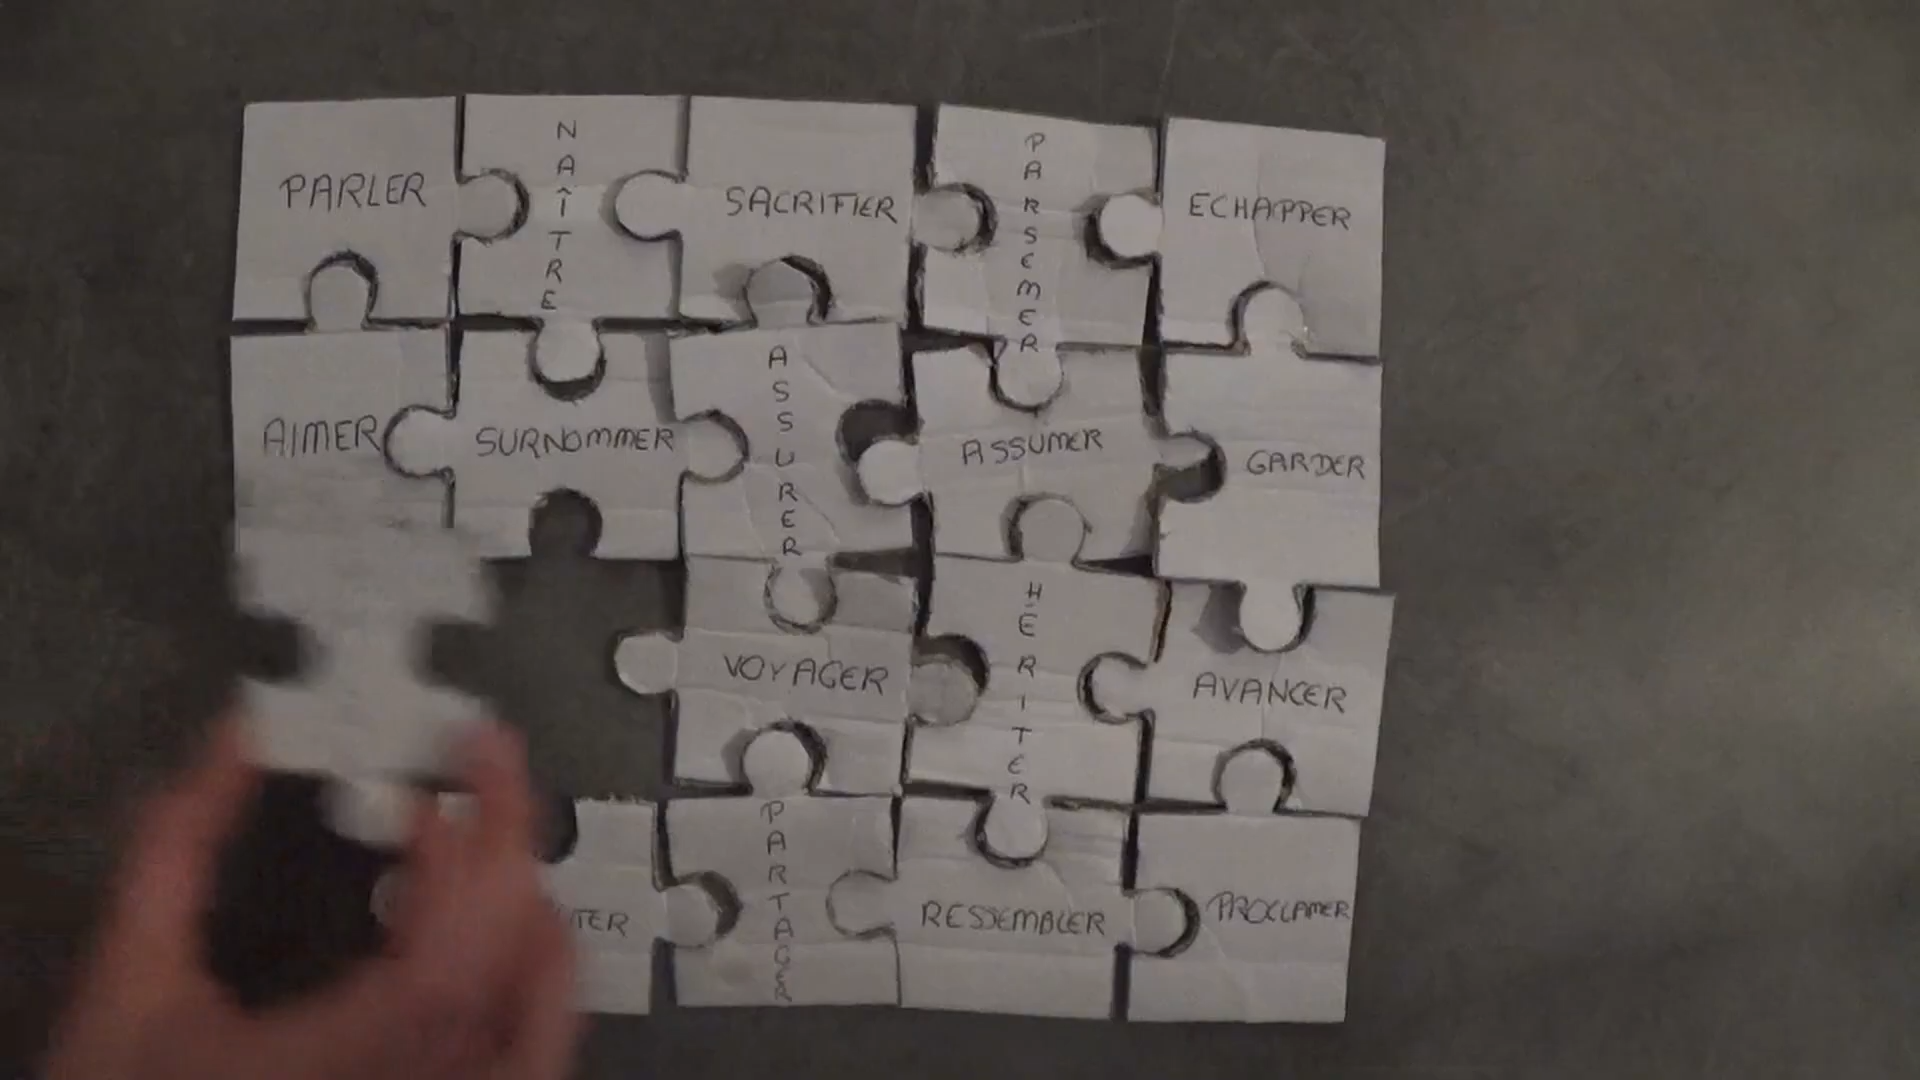 PARLER
NAÎTRE
SACRIFIER
PARSEMER
ECHAPPER
AIMER
SURNOMMER
ASSURER
ASSUMER
GARDER
VOYAGER
HÉRITER
AVANCER
PARTAGER
RESSEMBLER
PROCLAMER